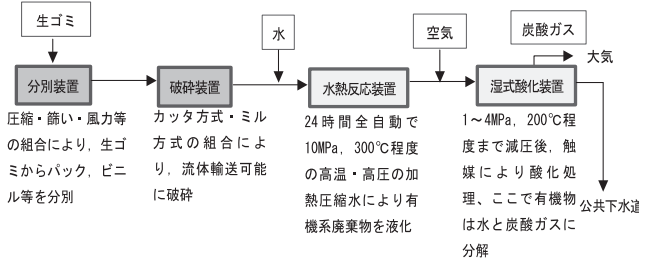 生ゴミ
水
空気
炭酸ガス
大気
分別装置
破砕装置
水熱反応装置
湿式酸化装置
圧縮・篩い・風力等
の組合により，生ゴ
ミからパック，ビニ
ル等を分別
カッタ方式・ミル
方式の組合によ
り，流体輸送可能
に破砕
24時間全自動で
10MPa，300℃程度
の高温・高圧の加
熱圧縮水により有
機系廃棄物を液化
1～4MPa，200℃程
度まで減圧後，触
媒により酸化処
理、ここで有機物
は水と炭酸ガスに
分解
公共下水道